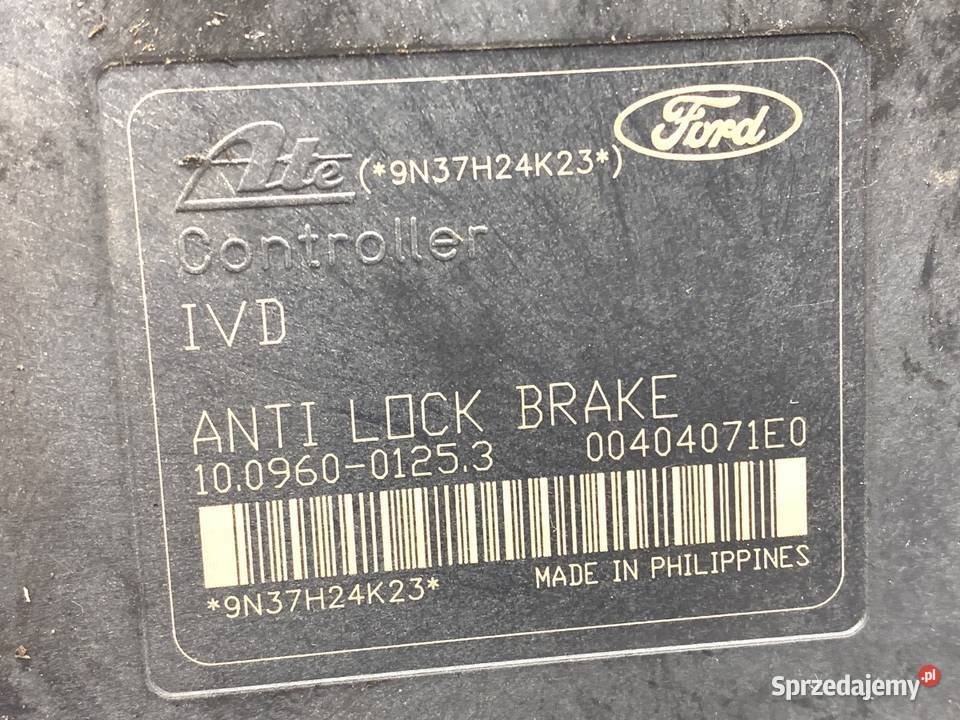 Ate (*9N37H24K23*) Ford
Controller
IVD
ANTI LOCK BRAKE
10.0960-0125.3 00404071E0
MADE IN PHILIPPINES
*9N37H24K23*
Sprzedajemy.pl